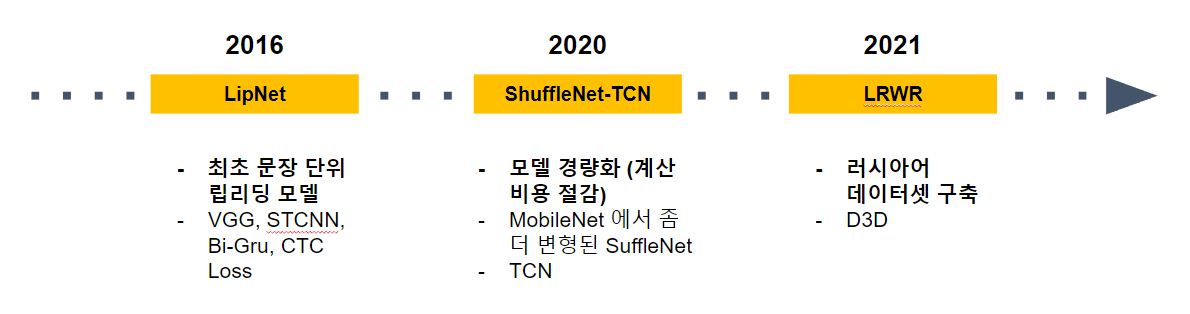 2016
LipNet
- 최초 문장 단위
립리딩 모델
- VGG, STCNN,
Bi-Gru, CTC
Loss
2020
ShuffleNet-TCN
- 모델 경량화 (계산
비용 절감)
- MobileNet 에서 좀
더 변형된 SuffleNet
- TCN
2021
LRWR
- 러시아어
데이터셋 구축
- D3D